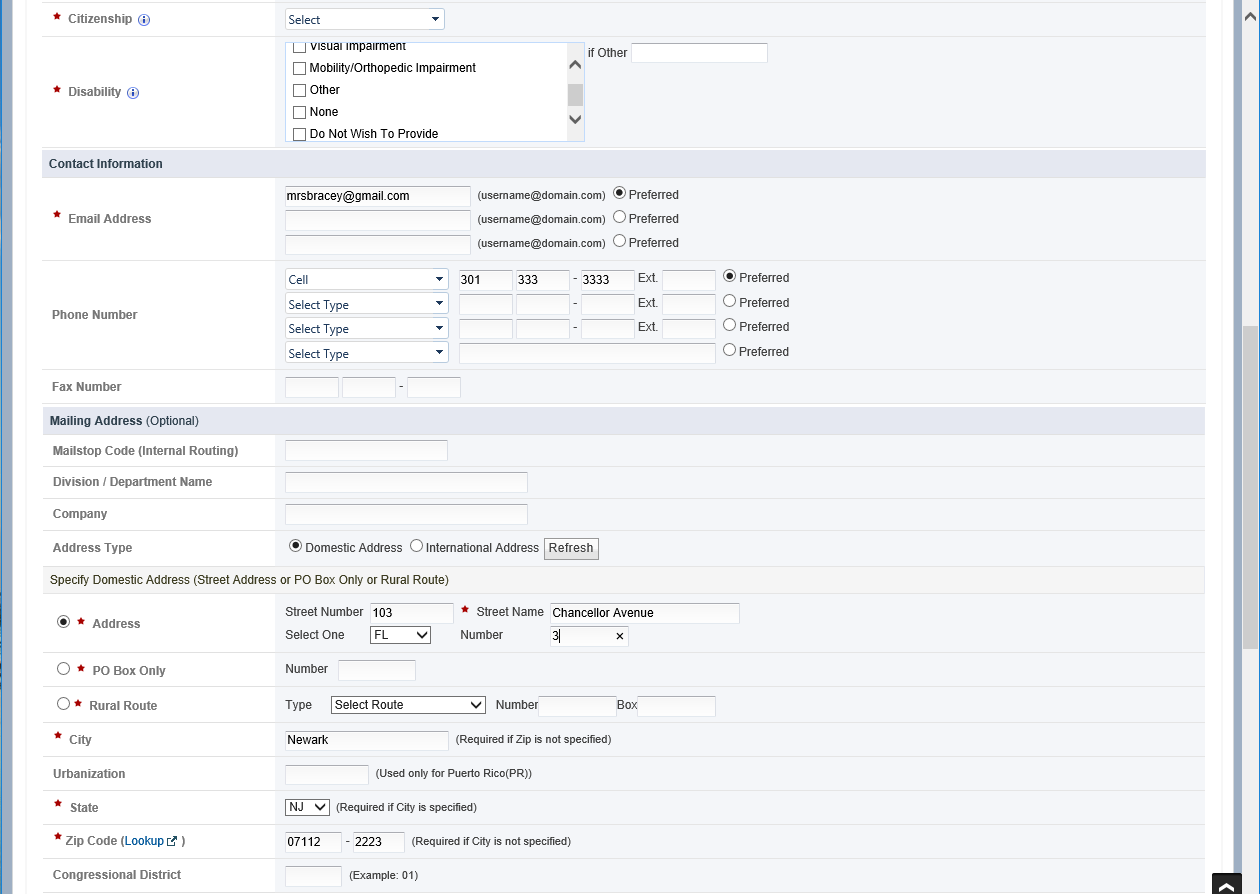 * Citizenship Select
Visual Impairment
if Other
Mobility/Orthopedic Impairment
* Disability Other
None
Do Not Wish To Provide
Contact Information
mrsbracey@gmail.com (username@domain.com) Preferred
* Email Address (username@domain.com) Preferred
(username@domain.com) Preferred
Cell 301 333 - 3333 Ext. Preferred
Select Type - Ext. Preferred
Phone Number
Select Type - Ext. Preferred
Select Type Preferred
Fax Number -
Mailing Address (Optional)
Mailstop Code (Internal Routing)
Division / Department Name
Company
Address Type Domestic Address International Address Refresh
Specify Domestic Address (Street Address or PO Box Only or Rural Route)
Street Number 103 * Street Name Chancellor Avenue
* Address
Select One FL Number 3 ×
* PO Box Only Number
* Rural Route Type Select Route Number Box
* City Newark (Required if Zip is not specified)
Urbanization (Used only for Puerto Rico(PR))
* State NJ (Required if City is specified)
* Zip Code (Lookup ) 07112 - 2223 (Required if City is not specified)
Congressional District (Example: 01)